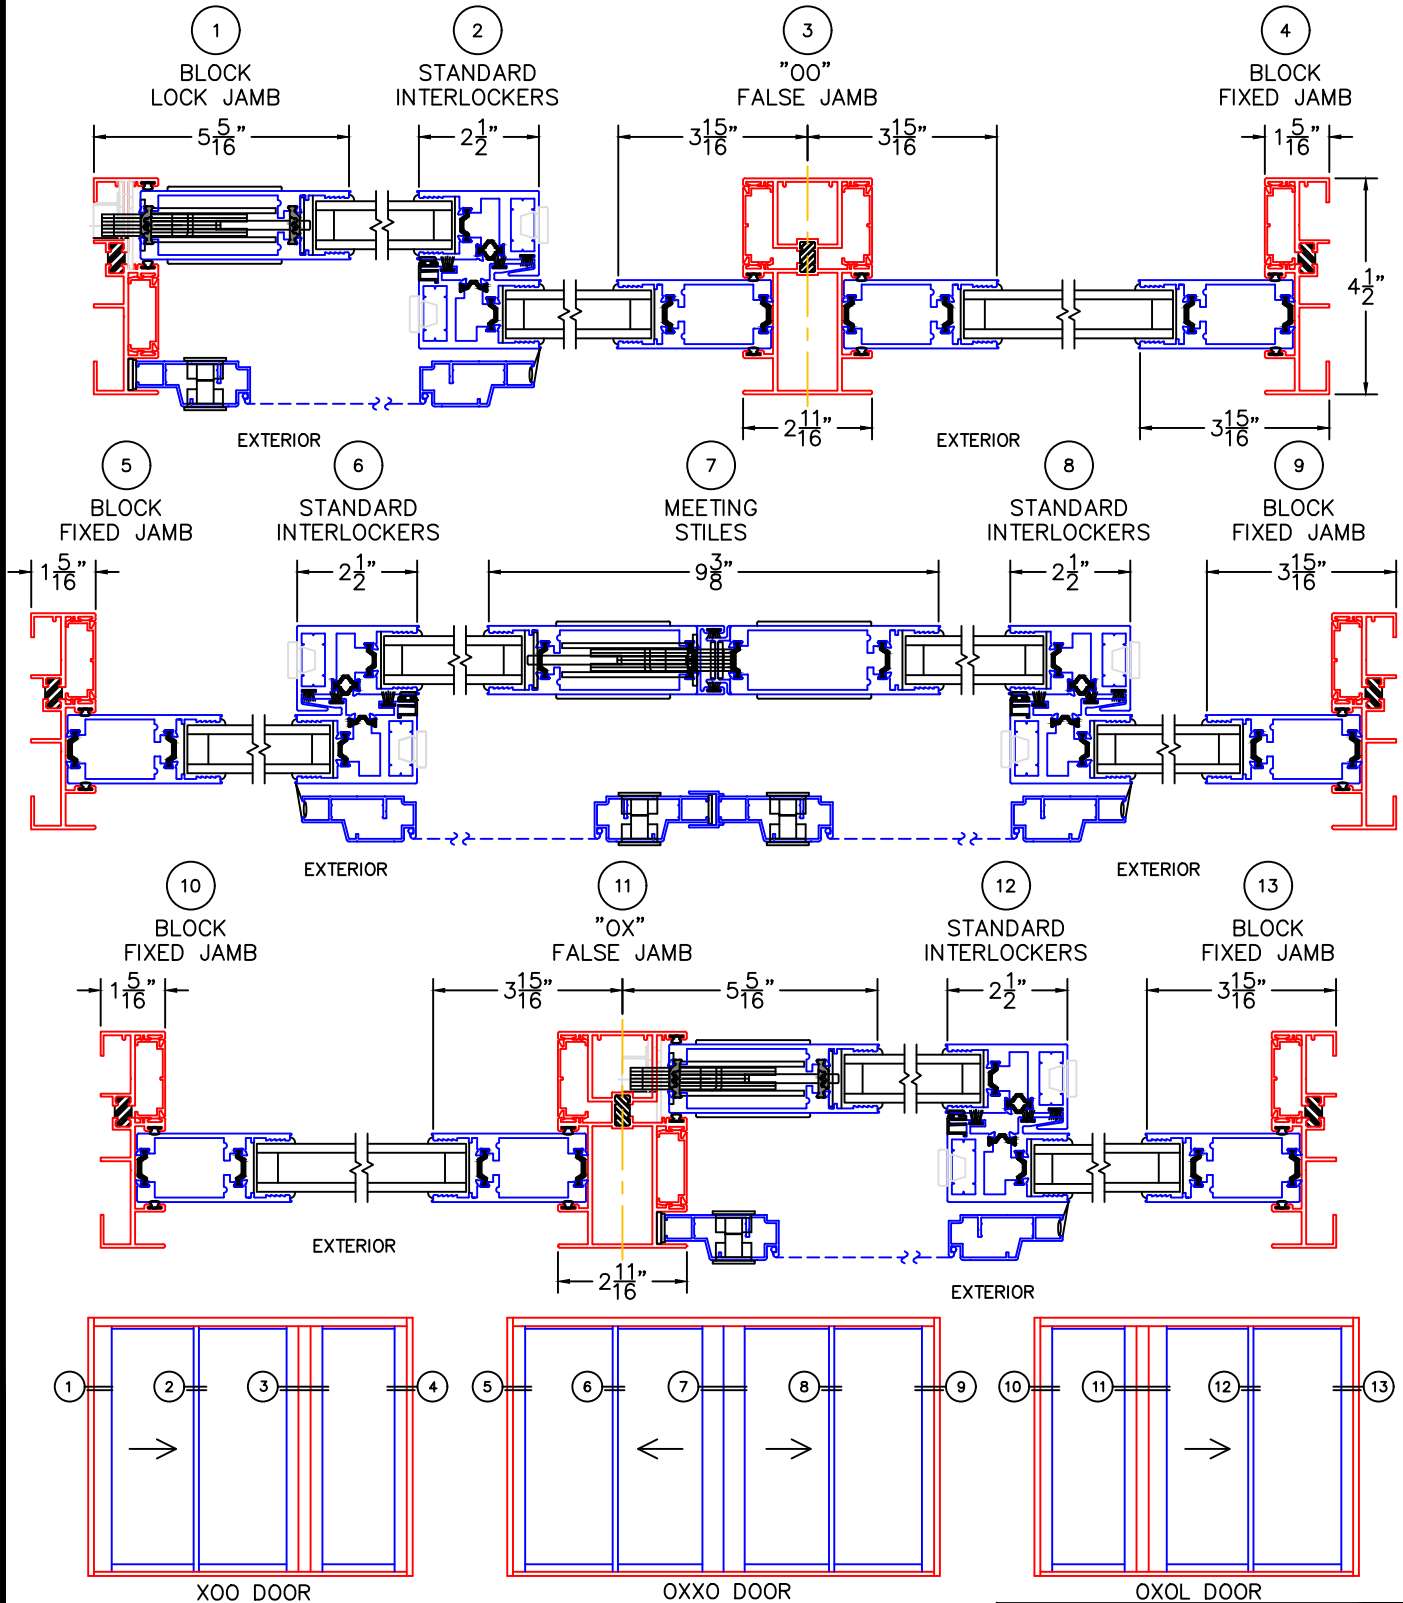 1 2 3 4
BLOCK STANDARD "OO" BLOCK
LOCK JAMB INTERLOCKERS FALSE JAMB FIXED JAMB
5 5/16" 2 1/2" 3 15/16" 3 15/16" 1 5/16"
4 1/2"
2 11/16" 3 15/16"
EXTERIOR EXTERIOR
5 6 7 8 9
BLOCK STANDARD MEETING STANDARD BLOCK
FIXED JAMB INTERLOCKERS STILES INTERLOCKERS FIXED JAMB
1 5/16" 2 1/2" 9 3/8" 2 1/2" 3 15/16"
EXTERIOR EXTERIOR
10 11 12 13
BLOCK "OX" STANDARD BLOCK
FIXED JAMB FALSE JAMB INTERLOCKERS FIXED JAMB
1 5/16" 3 15/16" 5 5/16" 2 1/2" 3 15/16"
EXTERIOR
2 11/16"
EXTERIOR
1 2 3 4 5 6 7 8 9 10 11 12 13
XOO DOOR OXXO DOOR OXOL DOOR